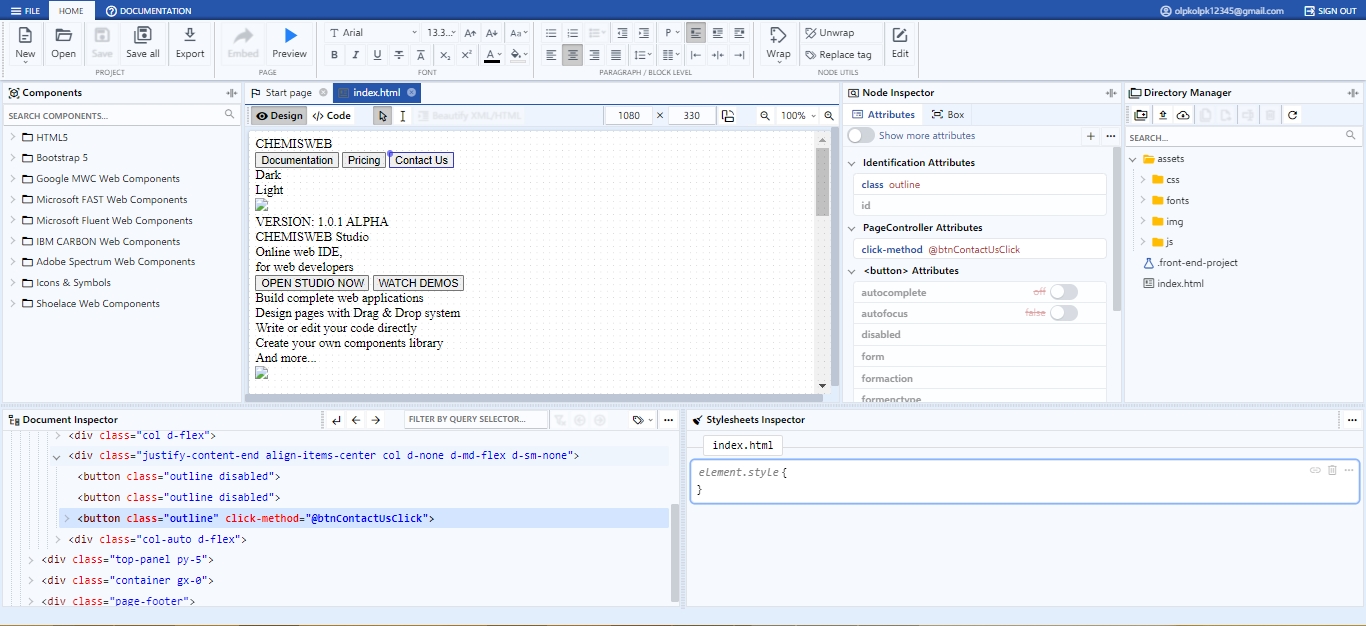 FILE HOME DOCUMENTATION olpkolpk12345@gmail.com SIGN OUT
New Open Save Save all Export Embed Preview
Arial 13.3...
Wrap Unwrap Replace tag Edit
PROJECT PAGE FONT PARAGRAPH / BLOCK LEVEL NODE UTILS
Components
SEARCH COMPONENTS...
HTML5
Bootstrap 5
Google MWC Web Components
Microsoft FAST Web Components
Microsoft Fluent Web Components
IBM CARBON Web Components
Adobe Spectrum Web Components
Icons & Symbols
Shoelace Web Components
Start page index.html
Design </> Code Beautify XML/HTML 1080 × 330 100%
CHEMISWEB
Documentation Pricing Contact Us
Dark
Light
VERSION: 1.0.1 ALPHA
CHEMISWEB Studio
Online web IDE,
for web developers
OPEN STUDIO NOW WATCH DEMOS
Build complete web applications
Design pages with Drag & Drop system
Write or edit your code directly
Create your own components library
And more...
Node Inspector
Attributes Box
Show more attributes
Identification Attributes
class outline
id
PageController Attributes
click-method @btnContactUsClick
<button> Attributes
autocomplete off
autofocus false
disabled
form
formaction
formenctype
Directory Manager
SEARCH...
assets
css
fonts
img
js
.front-end-project
index.html
Document Inspector
FILTER BY QUERY SELECTOR...
<div class="col d-flex">
<div class="justify-content-end align-items-center col d-none d-md-flex d-sm-none">
<button class="outline disabled">
<button class="outline disabled">
<button class="outline" click-method="@btnContactUsClick">
<div class="col-auto d-flex">
<div class="top-panel py-5">
<div class="container gx-0">
<div class="page-footer">
Stylesheets Inspector
index.html
element.style {
}